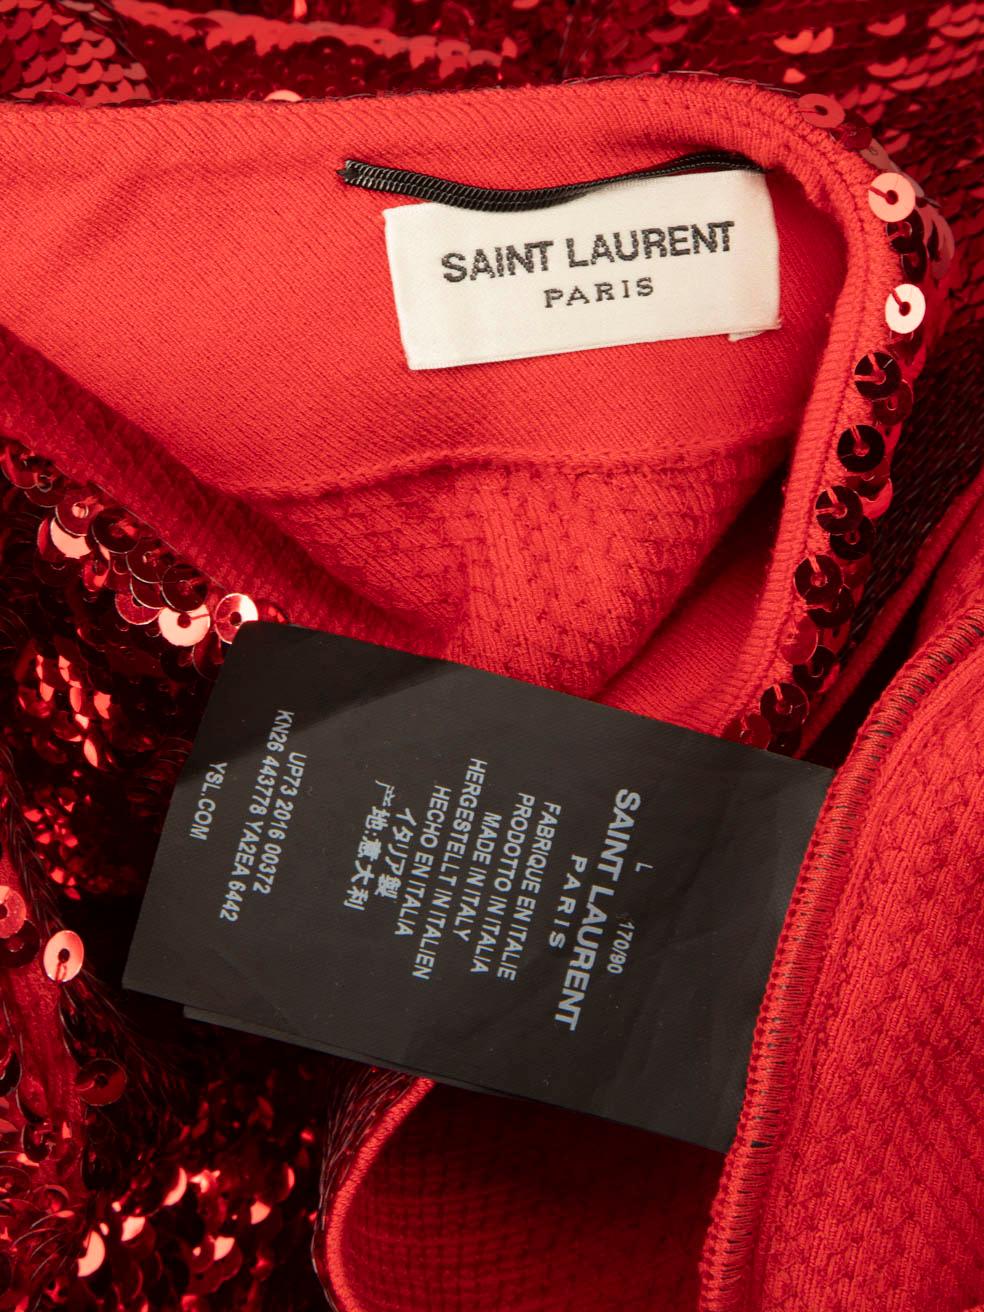 SAINT LAURENT
PARIS
L 170/90
SAINT LAURENT
PARIS
FABRIQUE EN ITALIE
PRODOTTO IN ITALIA
MADE IN ITALY
HERGESTELLT IN ITALIEN
HECHO EN ITALIA
イタリア製
产地:意大利
UP73 2016 00372
KN26 443778 YA2EA 6442
YSL.COM